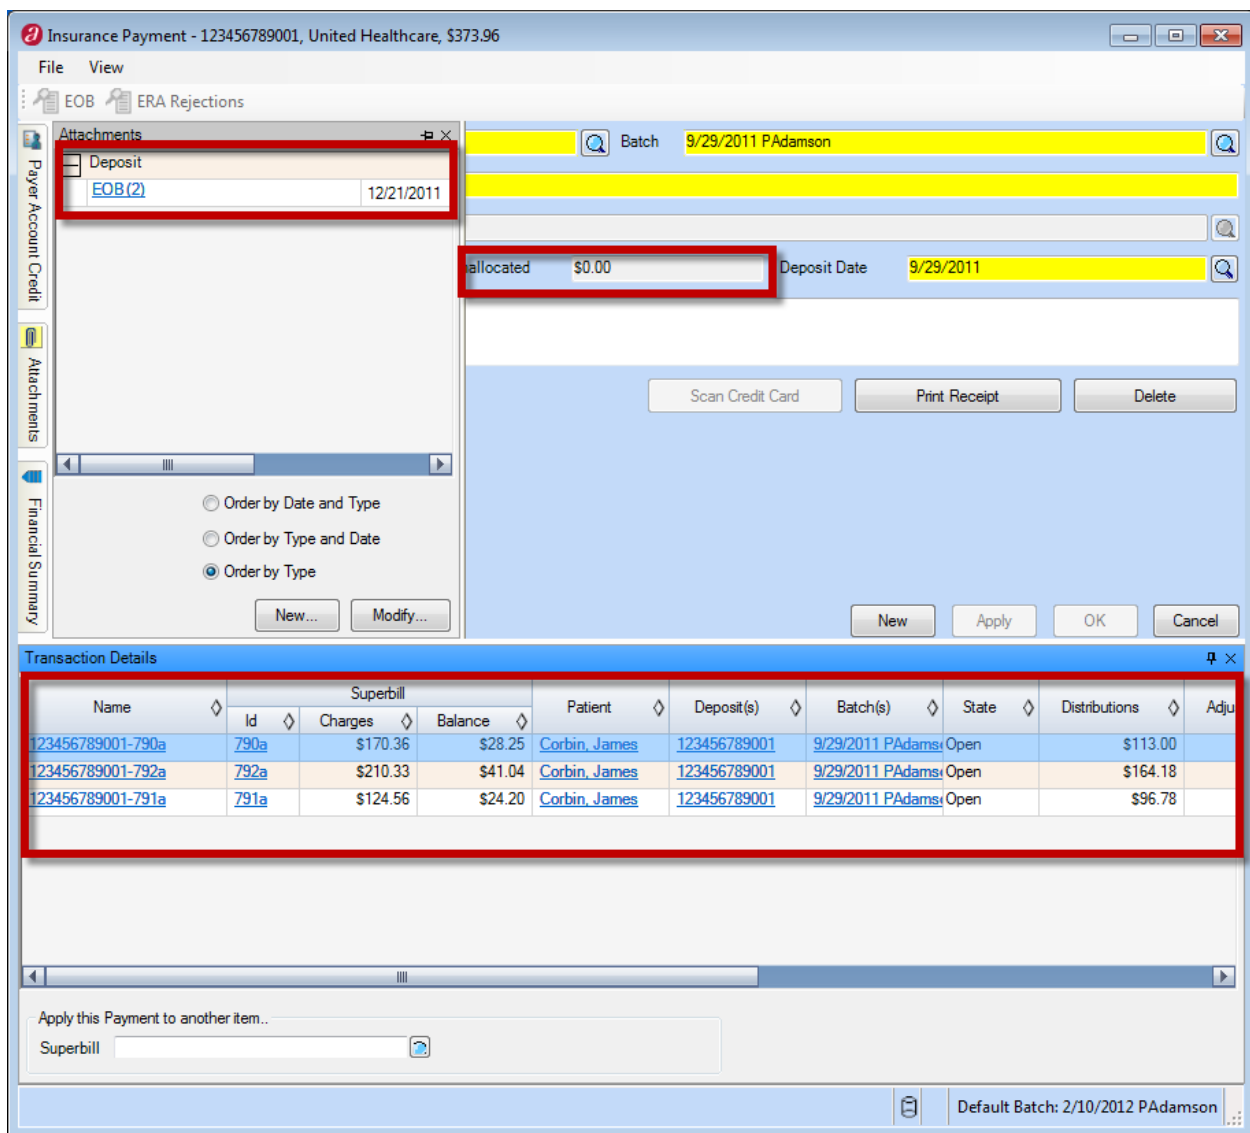 Insurance Payment - 123456789001, United Healthcare, $373.96
File View
EOB ERA Rejections
Payer Account Credit
Attachments
Financial Summary
Attachments
Deposit
EOB (2) 12/21/2011
Order by Date and Type
Order by Type and Date
Order by Type
New... Modify...
Batch 9/29/2011 PAdamson
allocated $0.00 Deposit Date 9/29/2011
Scan Credit Card Print Receipt Delete
New Apply OK Cancel
Transaction Details
Name Superbill Patient Deposit(s) Batch(s) State Distributions Adju
Id Charges Balance
123456789001-790a 790a $170.36 $28.25 Corbin, James 123456789001 9/29/2011 PAdams Open $113.00
123456789001-792a 792a $210.33 $41.04 Corbin, James 123456789001 9/29/2011 PAdams Open $164.18
123456789001-791a 791a $124.56 $24.20 Corbin, James 123456789001 9/29/2011 PAdams Open $96.78
Apply this Payment to another item..
Superbill
Default Batch: 2/10/2012 PAdamson